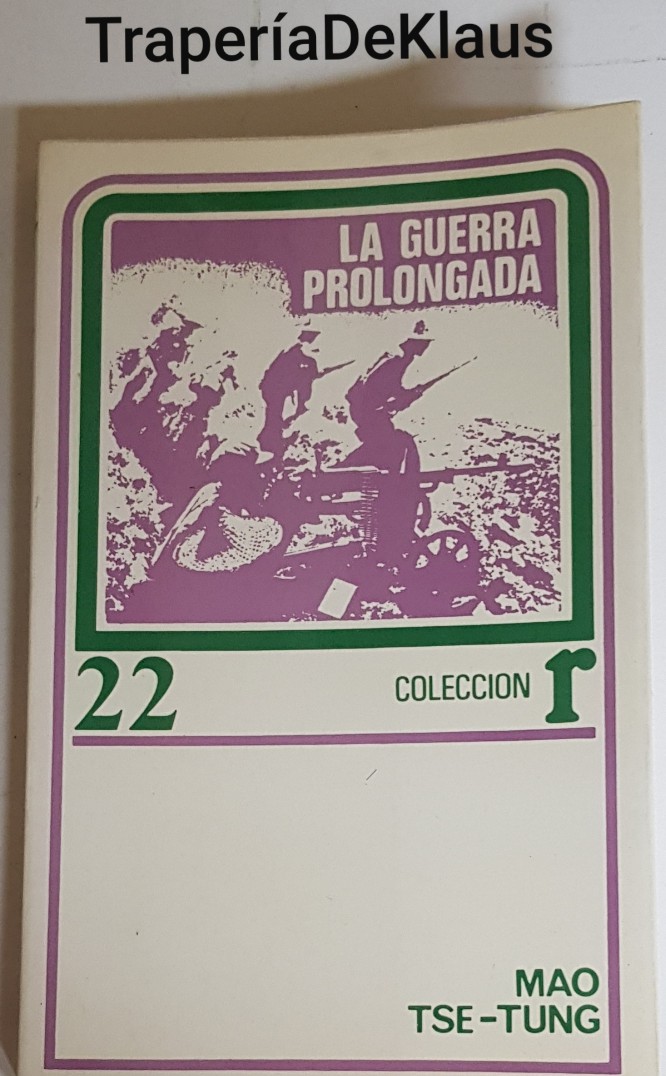 TraperíaDeKlaus
LA GUERRA
PROLONGADA
22
COLECCION r
MAO
TSE-TUNG